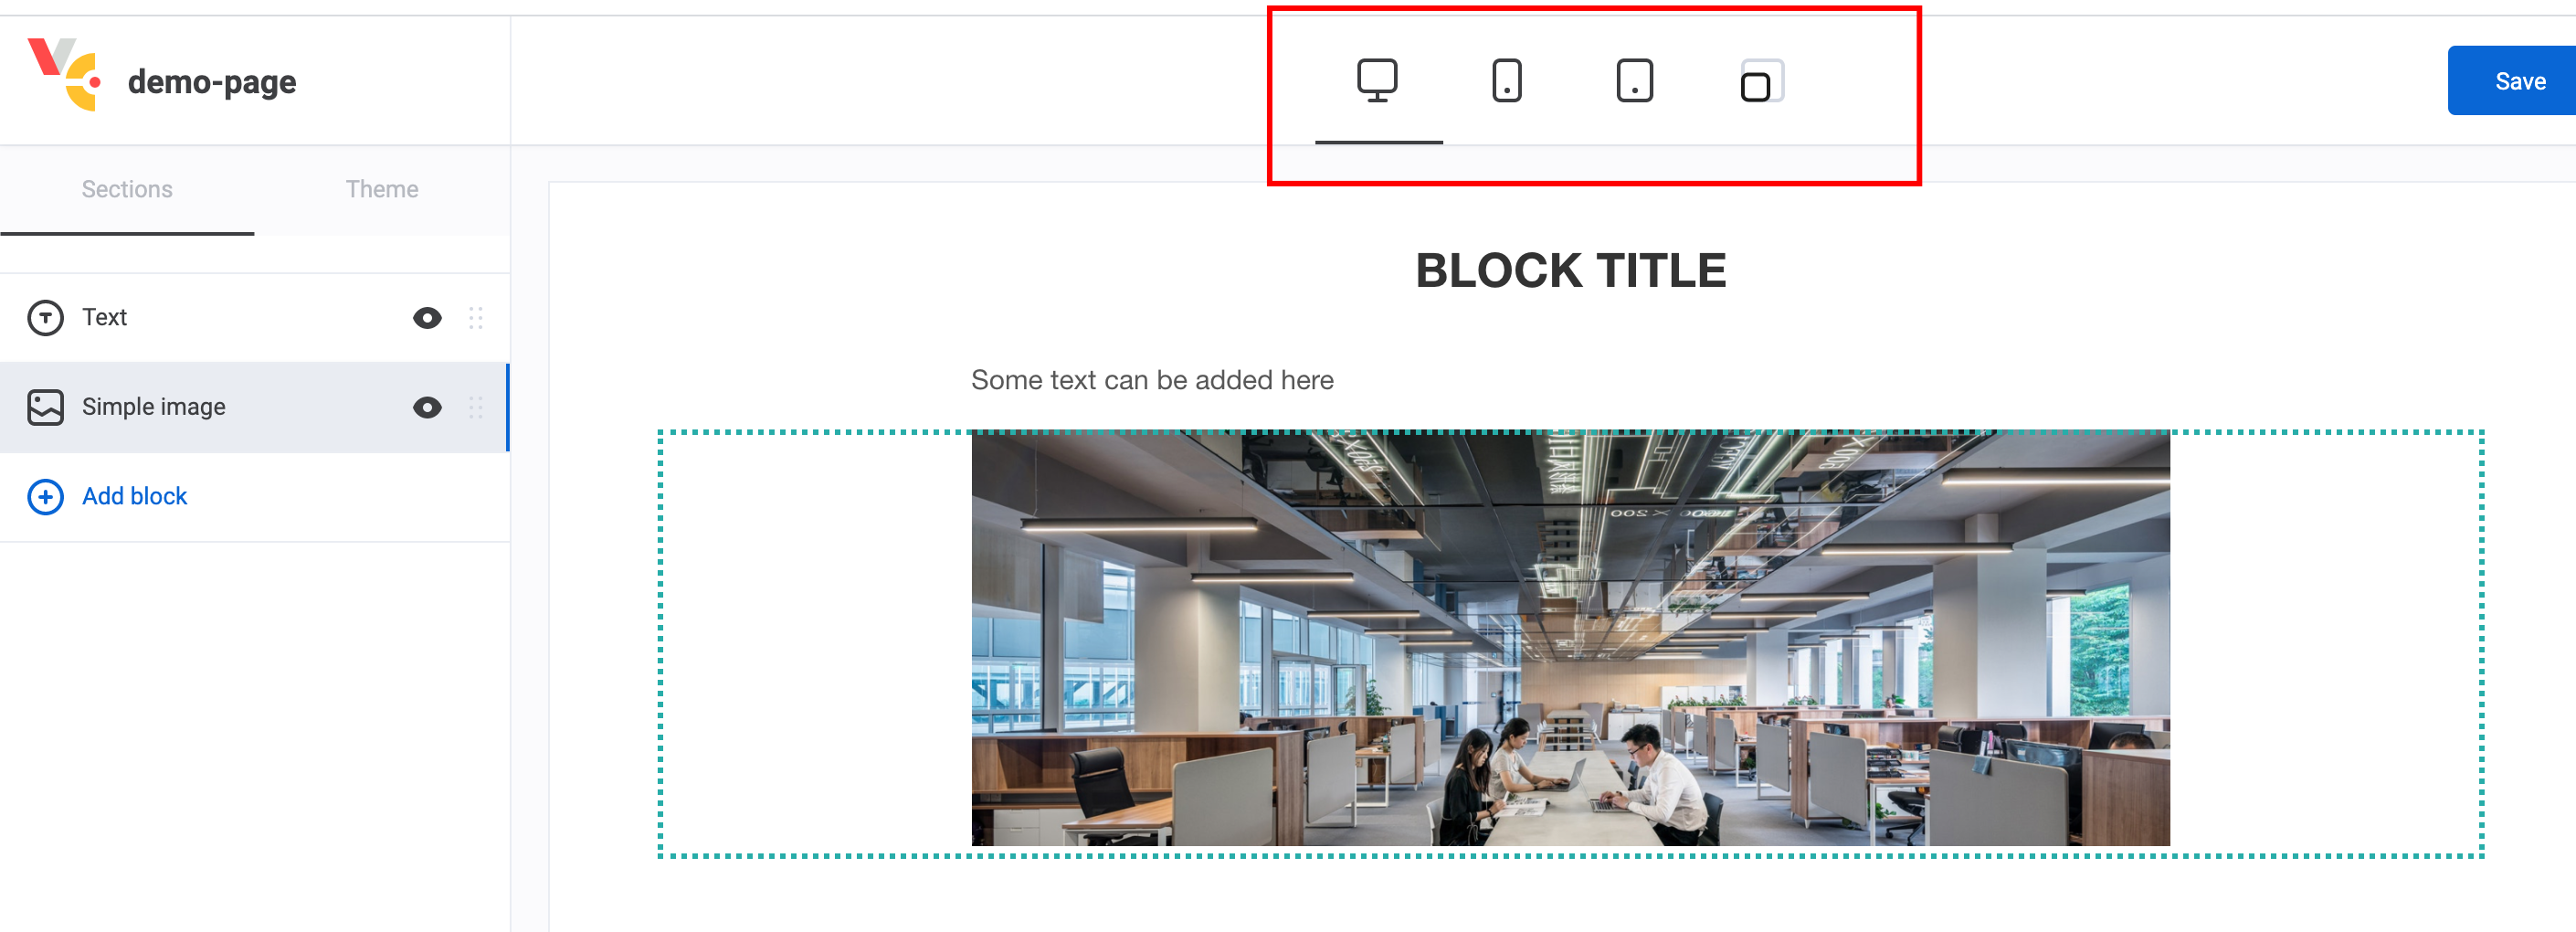 demo-page
Save
Sections
Theme
Text
Simple image
Add block
BLOCK TITLE
Some text can be added here